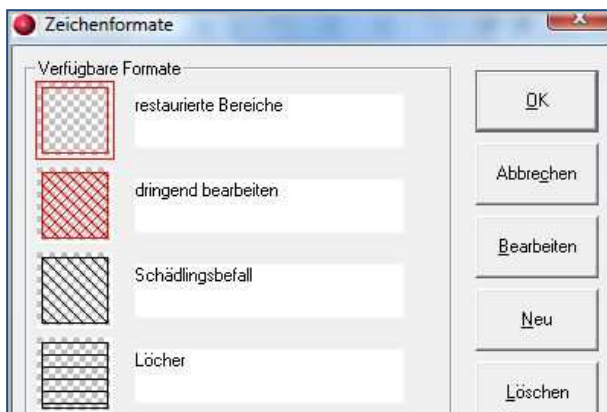 Zeichenformate
Verfügbare Formate
restaurierte Bereiche
dringend bearbeiten
Schädlingsbefall
Löcher
OK
Abbrechen
Bearbeiten
Neu
Löschen